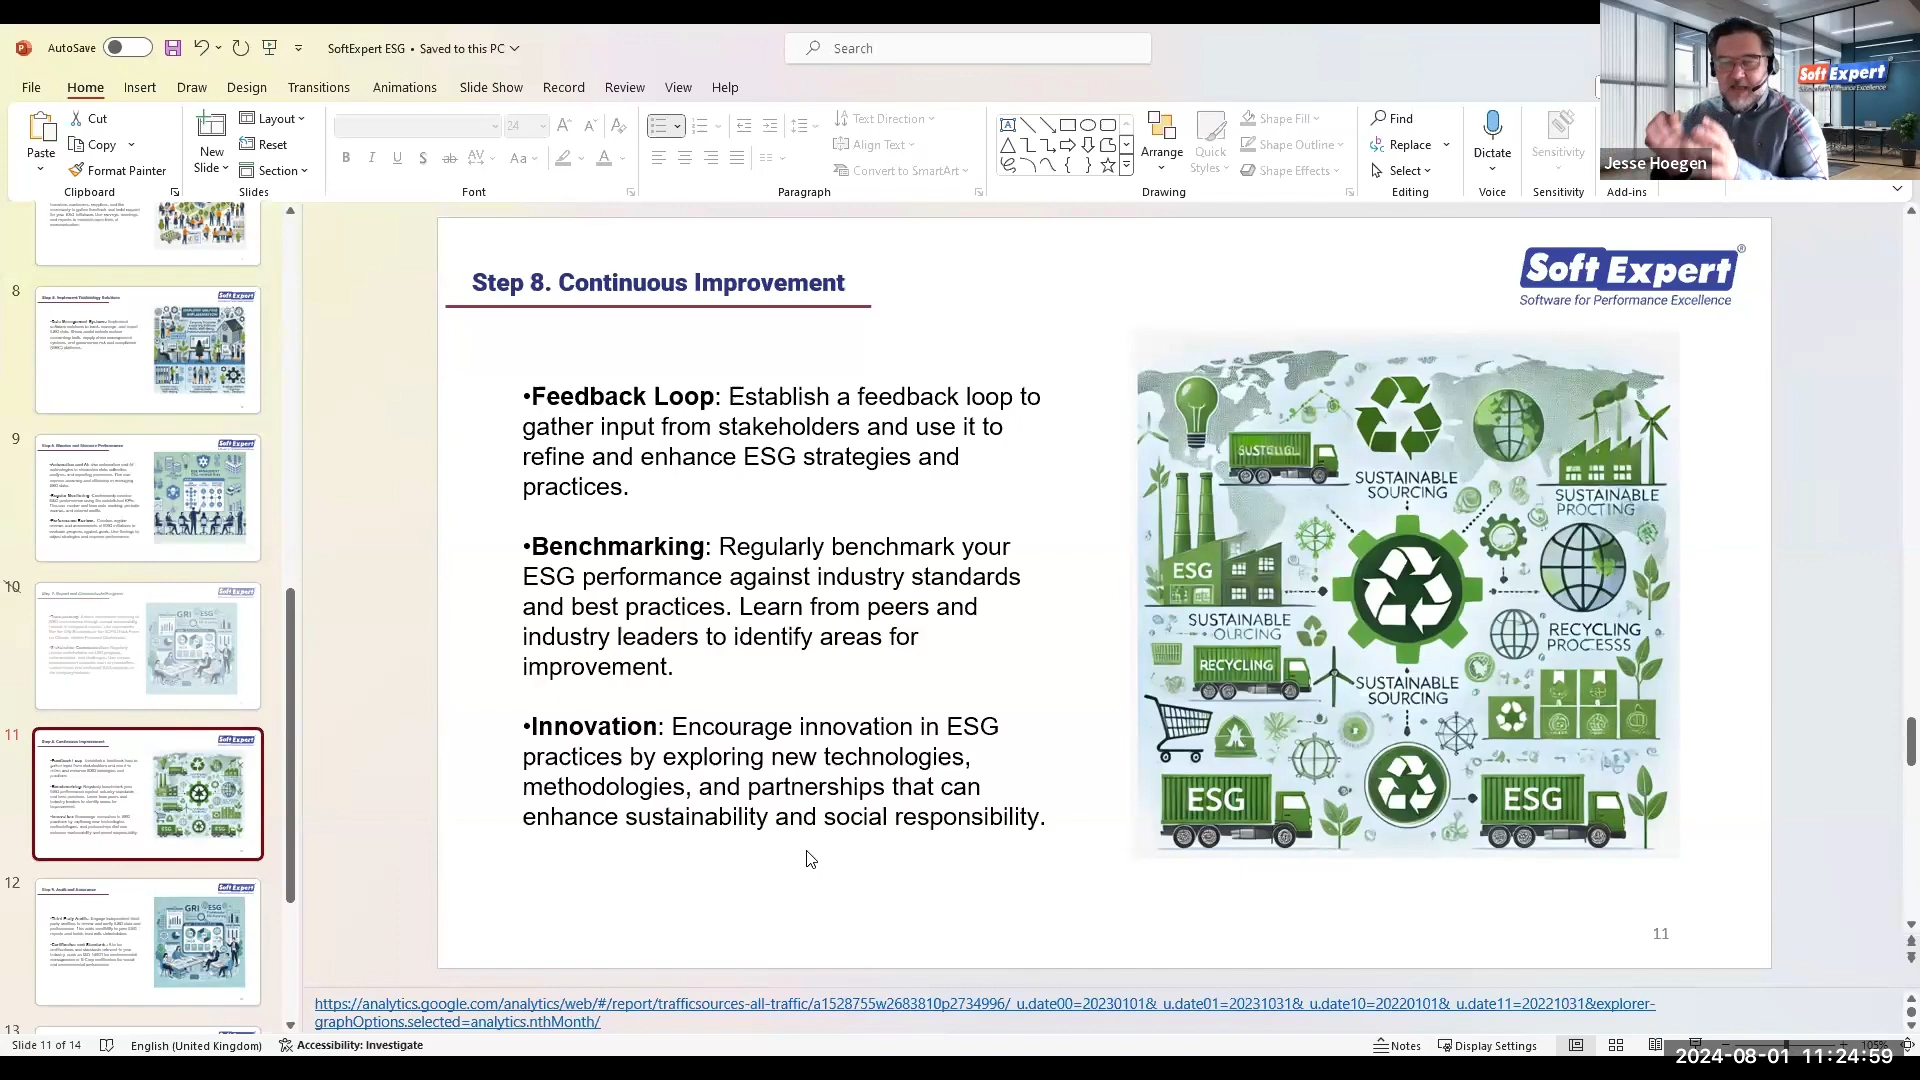 AutoSave
SoftExpert ESG • Saved to this PC
Search
File Home Insert Draw Design Transitions Animations Slide Show Record Review View Help
Paste
Cut
Copy
Format Painter
Clipboard
New
Slide
Layout
Reset
Section
Slides
24
Font
Paragraph
Text Direction
Align Text
Convert to SmartArt
Arrange
Quick
Styles
Shape Fill
Shape Outline
Shape Effects
Drawing
Find
Replace
Select
Editing
Dictate
Voice
Sensitivity
Sensitivity
Add-ins
Soft Expert
Jesse Hoegen
8
9
10
11
12
13
Step 8. Continuous Improvement
Soft Expert®
Software for Performance Excellence
•Feedback Loop: Establish a feedback loop to
gather input from stakeholders and use it to
refine and enhance ESG strategies and
practices.
•Benchmarking: Regularly benchmark your
ESG performance against industry standards
and best practices. Learn from peers and
industry leaders to identify areas for
improvement.
•Innovation: Encourage innovation in ESG
practices by exploring new technologies,
methodologies, and partnerships that can
enhance sustainability and social responsibility.
SUSTAINABLE
SOURCING
SUSTAINABLE
PROCTING
ESG
SUSTAINABLE
RECYCLING
PROCESSS
RECYCLING
SUSTAINABLE
SOURCING
ESG
ESG
11
https://analytics.google.com/analytics/web/#/report/trafficsources-all-traffic/a1528755w2683810p2734996/_u.date00=20230101&_u.date01=20231031&_u.date10=20220101&_u.date11=20221031&explorer-
graphOptions.selected=analytics.nthMonth/
Slide 11 of 14
English (United Kingdom)
Accessibility: Investigate
Notes
Display Settings
105%
2024-08-01 11:24:59